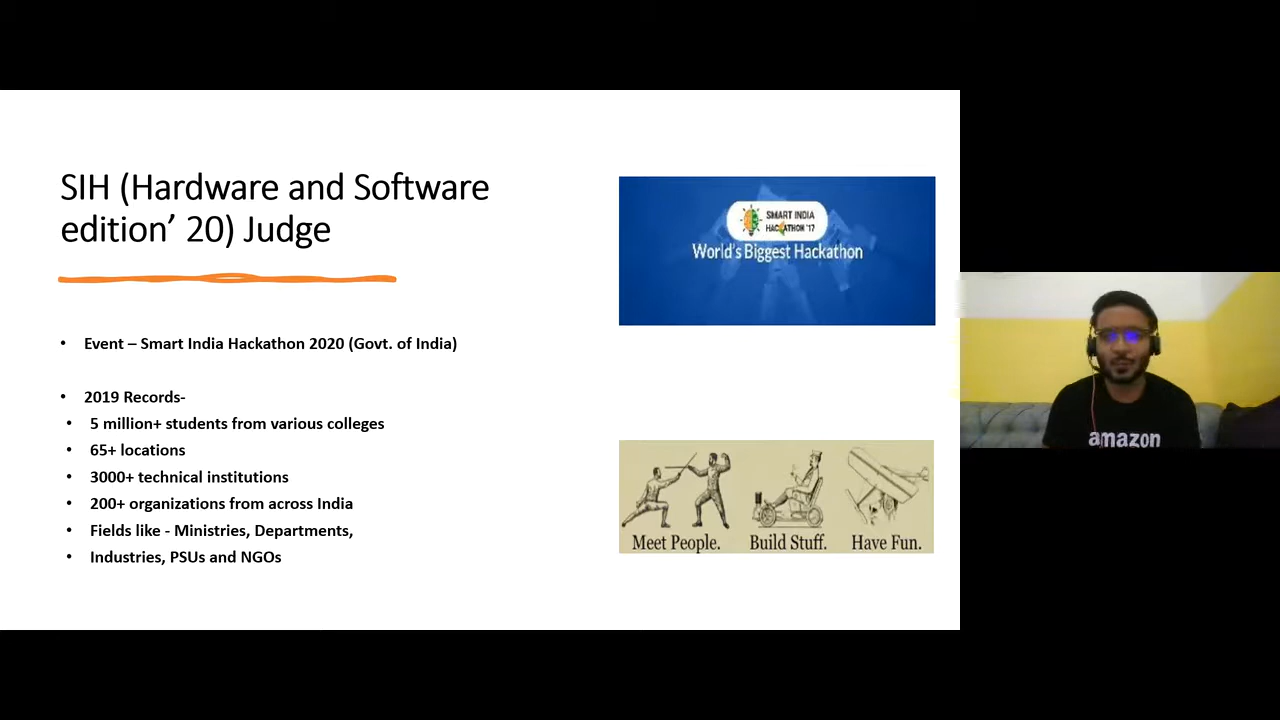 SIH (Hardware and Software
edition’ 20) Judge
• Event – Smart India Hackathon 2020 (Govt. of India)
• 2019 Records-
• 5 million+ students from various colleges
• 65+ locations
• 3000+ technical institutions
• 200+ organizations from across India
• Fields like - Ministries, Departments,
• Industries, PSUs and NGOs
SMART INDIA
HACKATHON '17
World's Biggest Hackathon
Meet People. Build Stuff. Have Fun.
amazon